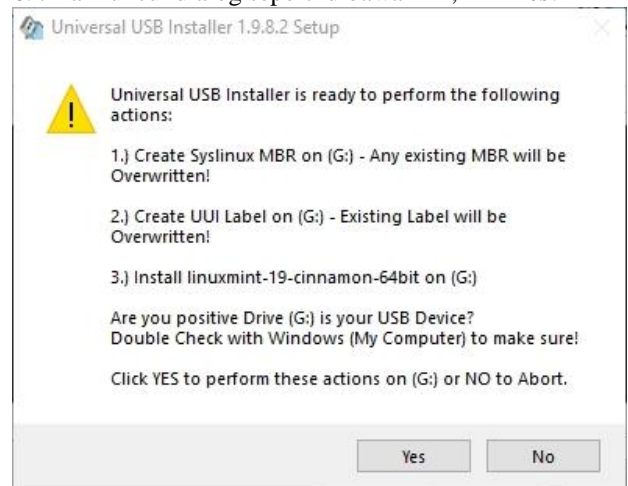 Universal USB Installer 1.9.8.2 Setup
Universal USB Installer is ready to perform the following
actions:
1.) Create Syslinux MBR on (G:) - Any existing MBR will be
Overwritten!
2.) Create UUI Label on (G:) - Existing Label will be
Overwritten!
3.) Install linuxmint-19-cinnamon-64bit on (G:)
Are you positive Drive (G:) is your USB Device?
Double Check with Windows (My Computer) to make sure!
Click YES to perform these actions on (G:) or NO to Abort.
Yes No